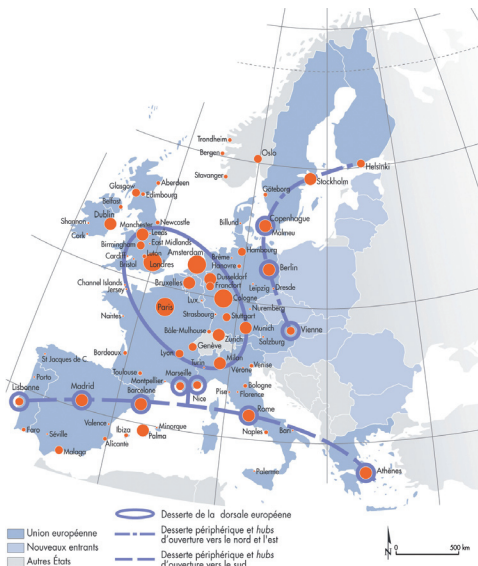 Trondheim
Bergen
Oslo
Helsinki
Stavanger
Stockholm
Göteborg
Glasgow
Aberdeen
Edimbourg
Belfast
Dublin
Newcastle
Shannon
Cork
Manchester
Leeds
Birmingham
East Midlands
Cardiff
Luton
Bristol
Londres
Billund
Copenhague
Malmeu
Amsterdam
Hambourg
Brême
Hanovre
Berlin
Channel Islands
Jersey
Bruxelles
Dusseldorf
Francfort
Cologne
Leipzig
Dresde
Lux
Nuremberg
Paris
Strasbourg
Stuttgart
Nantes
Bâle-Mulhouse
Munich
Vienne
Salzburg
Zürich
Genève
Bordeaux
Lyon
Turin
Milan
Vérone
Venise
St Jacques de C.
Porto
Toulouse
Montpellier
Marseille
Nice
Pise
Bologne
Florence
Lisbonne
Madrid
Barcelone
Rome
Naples
Bari
Valence
Ibiza
Minorque
Palma
Faro
Séville
Alicante
Malaga
Palerme
Athènes
Desserte de la dorsale européene
Desserte périphérique et hubs
d'ouverture vers le nord et l'est
Desserte périphérique et hubs
d'ouverture vers le sud
Union européenne
Nouveaux entrants
Autres États
N
0
500 km